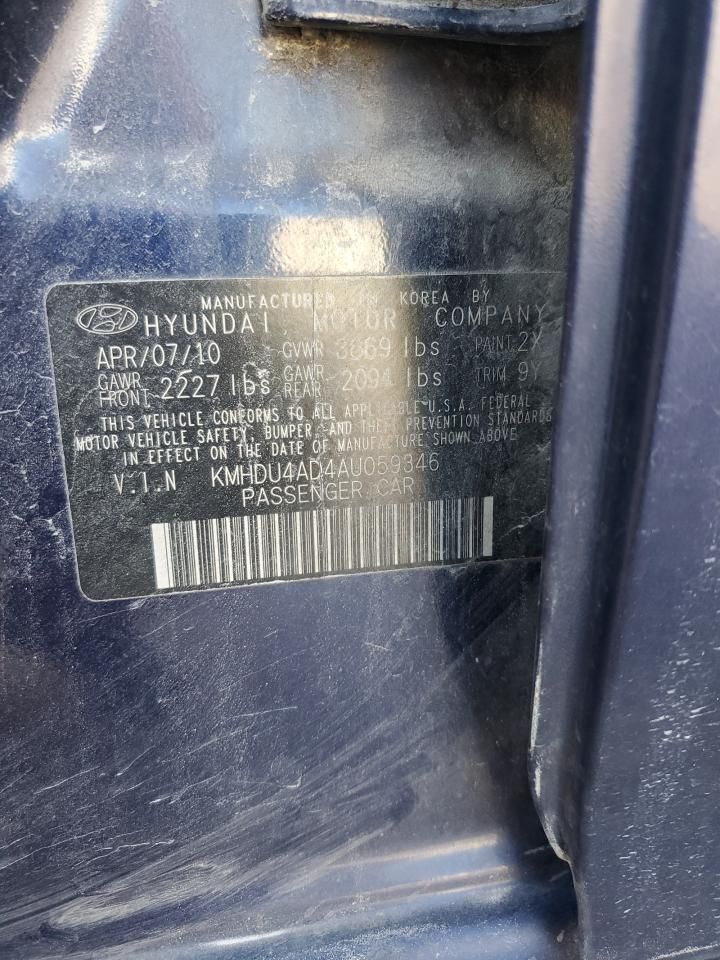 MANUFACTURED IN KOREA BY
HYUNDAI MOTOR COMPANY
APR/07/10 GVWR 3869 lbs PAINT 2X
GAWR FRONT 2227 lbs GAWR REAR 2094 lbs TRIM 9Y
THIS VEHICLE CONFORMS TO ALL APPLICABLE U.S.A. FEDERAL
MOTOR VEHICLE SAFETY, BUMPER, AND THEFT PREVENTION STANDARDS
IN EFFECT ON THE DATE OF MANUFACTURE SHOWN ABOVE.
V.I.N KMHDU4AD4AU059346
PASSENGER CAR